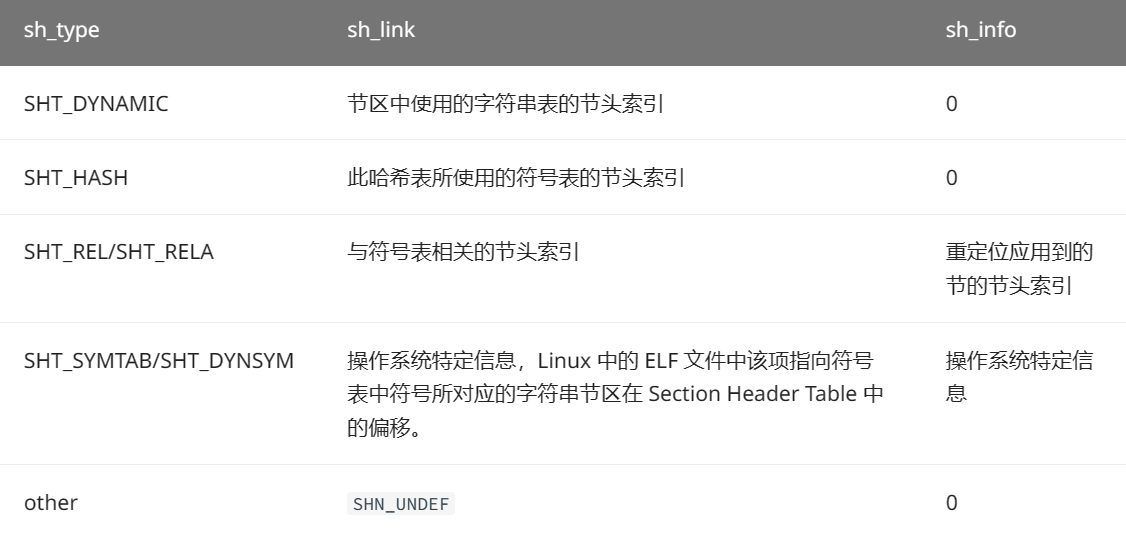 sh_type sh_link sh_info
SHT_DYNAMIC 节区中使用的字符串表的节头索引 0
SHT_HASH 此哈希表所使用的符号表的节头索引 0
SHT_REL/SHT_RELA 与符号表相关的节头索引 重定位应用到的
节的节头索引
SHT_SYMTAB/SHT_DYNSYM 操作系统特定信息，Linux 中的 ELF 文件中该项指向符号 操作系统特定信
表中符号所对应的字符串节区在 Section Header Table 中 息
的偏移。
other SHN_UNDEF 0